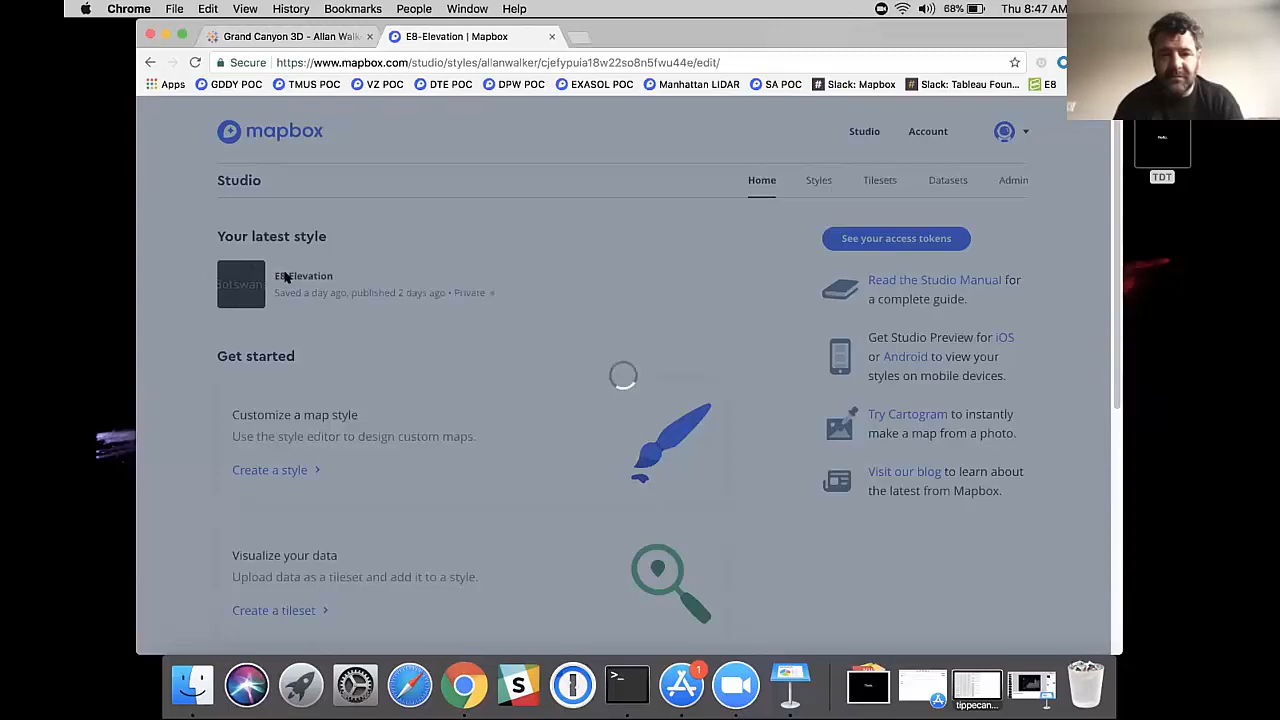 Chrome File Edit View History Bookmarks People Window Help 68% Thu 8:47 AM
Grand Canyon 3D - Allan Walk
E8-Elevation | Mapbox
Secure https://www.mapbox.com/studio/styles/allanwalker/cjefypuia18w22so8n5fwu44e/edit/
Apps GDDY POC TMUS POC VZ POC DTE POC DPW POC EXASOL POC Manhattan LiDAR SA POC Slack: Mapbox Slack: Tableau Foun... E8
mapbox
Studio Account
Studio
Home Styles Tilesets Datasets Admin
Your latest style
E8-Elevation
Saved a day ago, published 2 days ago • Private
Get started
Customize a map style
Use the style editor to design custom maps.
Create a style
Visualize your data
Upload data as a tileset and add it to a style.
Create a tileset
See your access tokens
Read the Studio Manual for
a complete guide.
Get Studio Preview for iOS
or Android to view your
styles on mobile devices.
Try Cartogram to instantly
make a map from a photo.
Visit our blog to learn about
the latest from Mapbox.
TDT
1
tippecan...